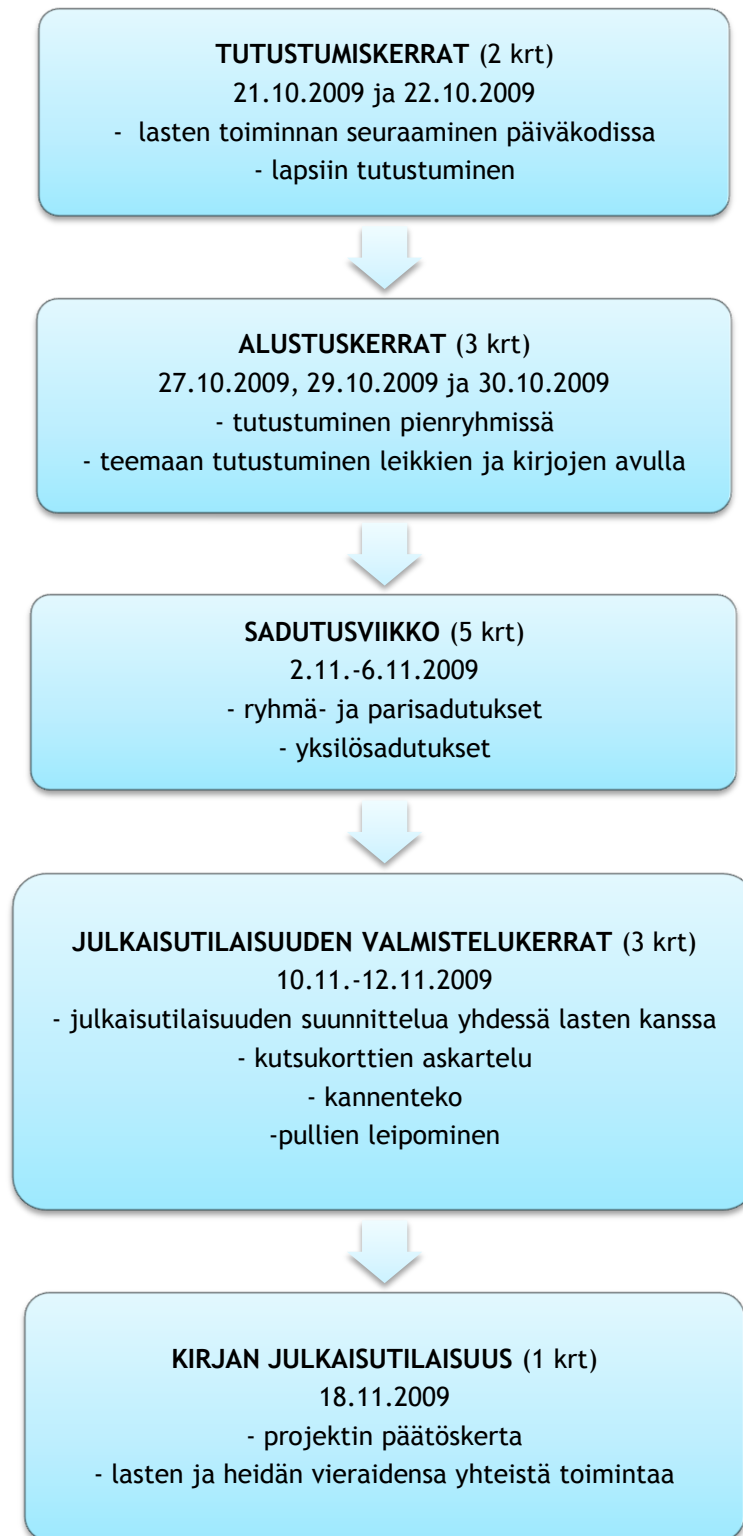 TUTUSTUMISKERRAT (2 krt)
21.10.2009 ja 22.10.2009
- lasten toiminnan seuraaminen päiväkodissa
- lapsiin tutustuminen
ALUSTUSKERRAT (3 krt)
27.10.2009, 29.10.2009 ja 30.10.2009
- tutustuminen pienryhmissä
- teemaan tutustuminen leikkien ja kirjojen avulla
SADUTUSVIIKKO (5 krt)
2.11.-6.11.2009
- ryhmä- ja parisadutukset
- yksilösadutukset
JULKAISUTILAISUUDEN VALMISTELUKERRAT (3 krt)
10.11.-12.11.2009
- julkaisutilaisuuden suunnittelua yhdessä lasten kanssa
- kutsukorttien askartelu
- kannenteko
-pullien leipominen
KIRJAN JULKAISUTILAISUUS (1 krt)
18.11.2009
- projektin päätöskerta
- lasten ja heidän vieraidensa yhteistä toimintaa